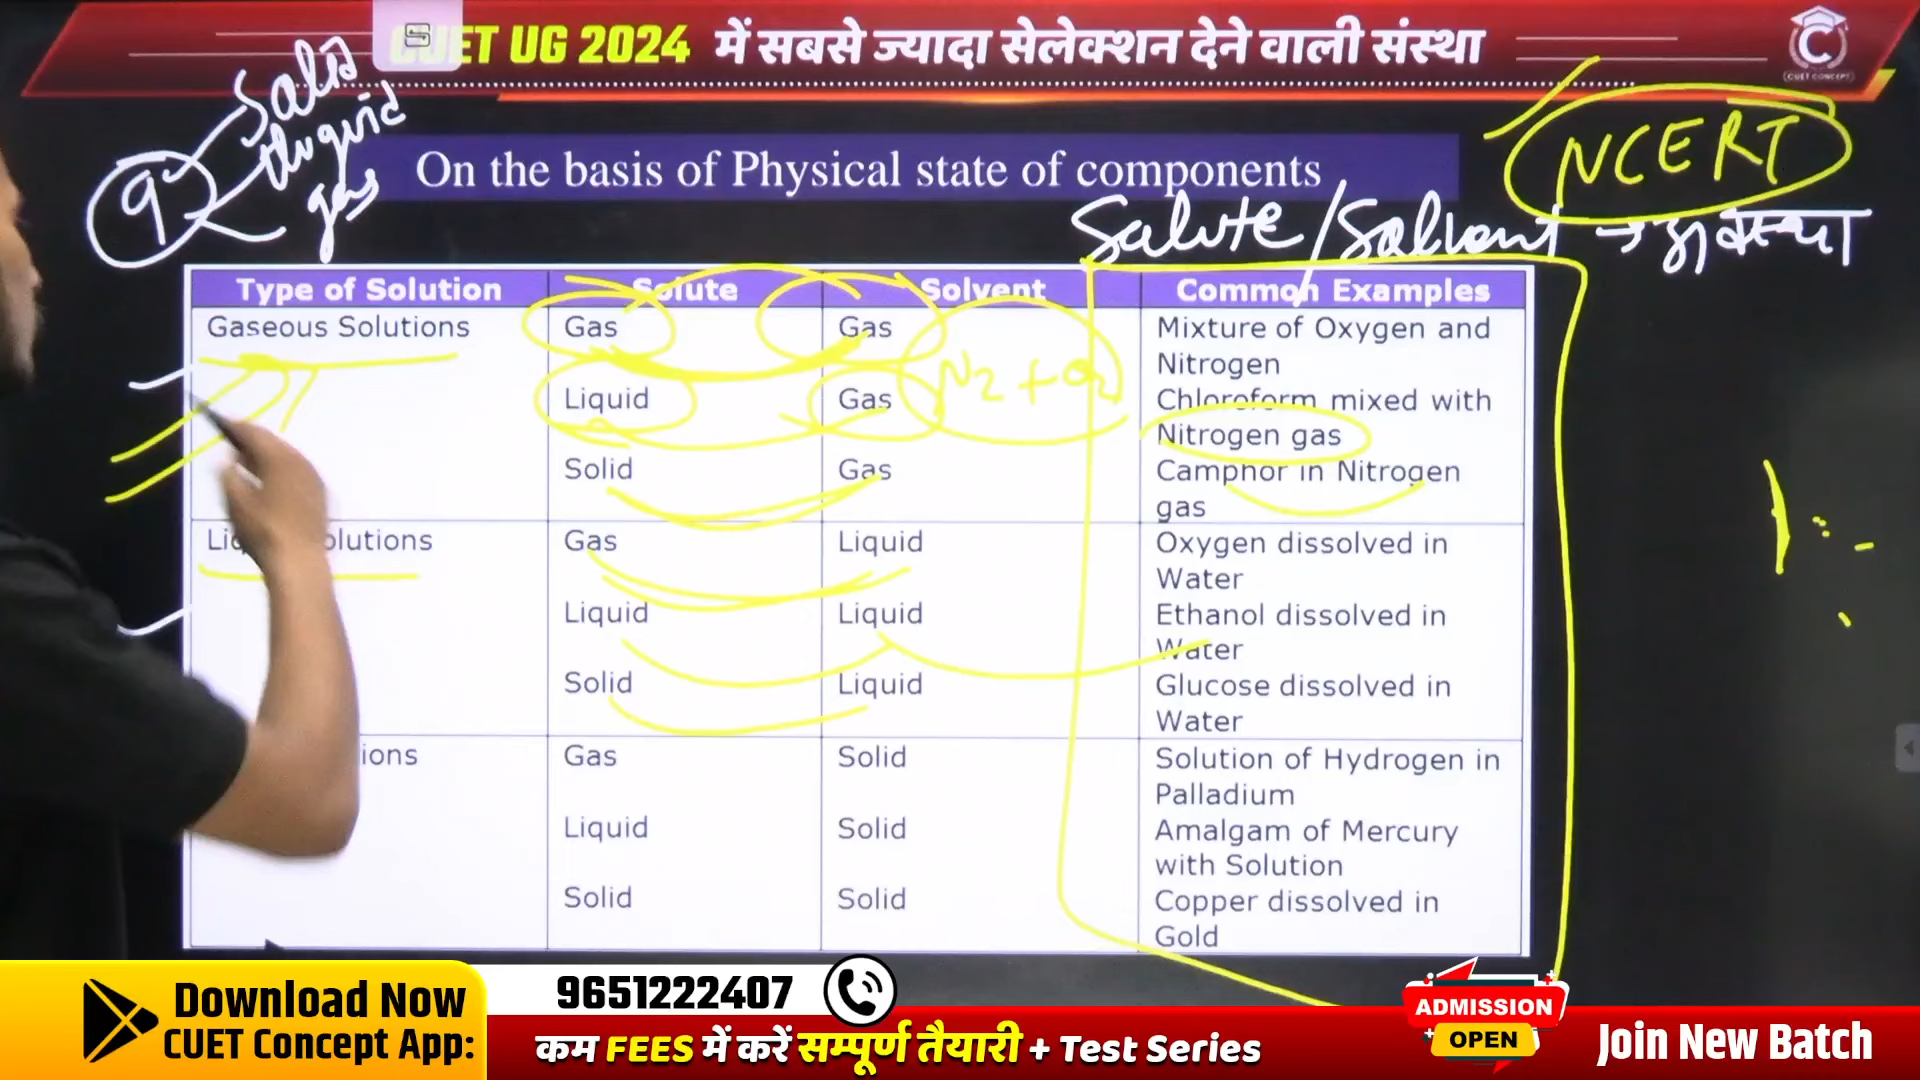 CUET UG 2024 में सबसे ज्यादा सेलेक्शन देने वाली संस्था
CUET CONCEPT
NCERT
9
gas
On the basis of Physical state of components
Salute/Salvent → अवस्था
Type of Solution Solute Solvent Common Examples
Gaseous Solutions Gas Gas Mixture of Oxygen and
Nitrogen
N2 + O2
Liquid Gas Chloroform mixed with
Nitrogen gas
Solid Gas Camphor in Nitrogen
gas
Gas Liquid Oxygen dissolved in
Water
Liquid Liquid Ethanol dissolved in
Water
Solid Liquid Glucose dissolved in
Water
Gas Solid Solution of Hydrogen in
Palladium
Liquid Solid Amalgam of Mercury
with Solution
Solid Solid Copper dissolved in
Gold
Download Now
CUET Concept App:
9651222407
कम FEES में करें सम्पूर्ण तैयारी + Test Series
ADMISSION
OPEN
Join New Batch